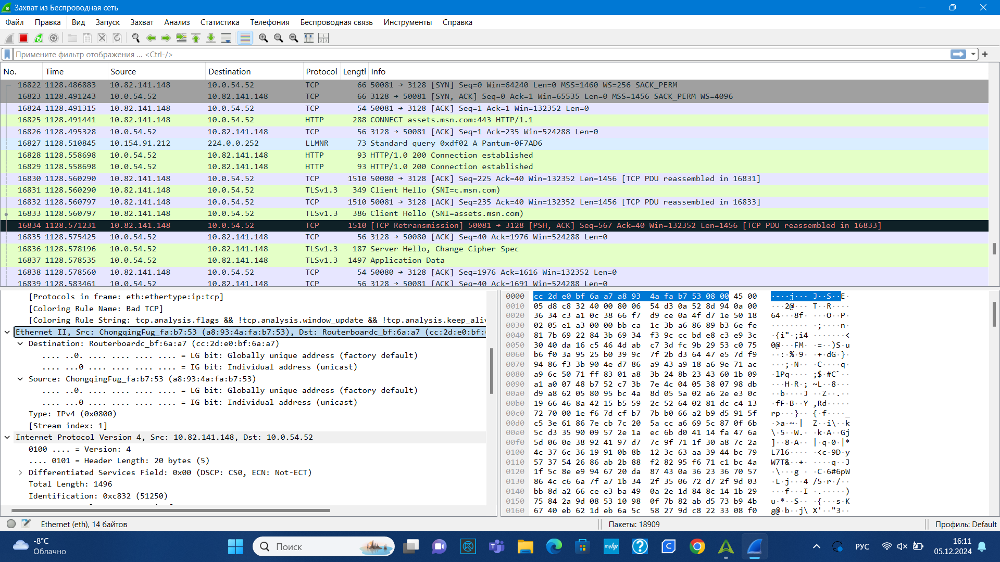 Захват из Беспроводная сеть
Файл Правка Вид Запуск Захват Анализ Статистика Телефония Беспроводная связь Инструменты Справка
Примените фильтр отображения ... <Ctrl-/>
No. Time Source Destination Protocol Length Info
16822 1128.486883 10.82.141.148 10.0.54.52 TCP 66 50081 → 3128 [SYN] Seq=0 Win=64240 Len=0 MSS=1460 WS=256 SACK_PERM
16823 1128.491243 10.0.54.52 10.82.141.148 TCP 66 3128 → 50081 [SYN, ACK] Seq=0 Ack=1 Win=65535 Len=0 MSS=1456 SACK_PERM WS=4096
16824 1128.491315 10.82.141.148 10.0.54.52 TCP 54 50081 → 3128 [ACK] Seq=1 Ack=1 Win=132352 Len=0
16825 1128.491441 10.82.141.148 10.0.54.52 HTTP 288 CONNECT assets.msn.com:443 HTTP/1.1
16826 1128.495328 10.0.54.52 10.82.141.148 TCP 56 3128 → 50081 [ACK] Seq=1 Ack=235 Win=524288 Len=0
16827 1128.510845 10.154.91.212 224.0.0.252 LLMNR 73 Standard query 0xdf02 A Pantum-0F7AD6
16828 1128.558698 10.0.54.52 10.82.141.148 HTTP 93 HTTP/1.0 200 Connection established
16829 1128.558698 10.0.54.52 10.82.141.148 HTTP 93 HTTP/1.0 200 Connection established
16830 1128.560290 10.82.141.148 10.0.54.52 TCP 1510 50080 → 3128 [ACK] Seq=225 Ack=40 Win=132352 Len=1456 [TCP PDU reassembled in 16831]
16831 1128.560290 10.82.141.148 10.0.54.52 TLSv1.3 349 Client Hello (SNI=c.msn.com)
16832 1128.560797 10.82.141.148 10.0.54.52 TCP 1510 50081 → 3128 [ACK] Seq=235 Ack=40 Win=132352 Len=1456 [TCP PDU reassembled in 16833]
16833 1128.560797 10.82.141.148 10.0.54.52 TLSv1.3 386 Client Hello (SNI=assets.msn.com)
16834 1128.571231 10.82.141.148 10.0.54.52 TCP 1510 [TCP Retransmission] 50081 → 3128 [PSH, ACK] Seq=567 Ack=40 Win=132352 Len=1456 [TCP PDU reassembled in 16833]
16835 1128.575425 10.0.54.52 10.82.141.148 TCP 56 3128 → 50080 [ACK] Seq=40 Ack=1976 Win=524288 Len=0
16836 1128.578196 10.0.54.52 10.82.141.148 TLSv1.3 187 Server Hello, Change Cipher Spec
16837 1128.578535 10.0.54.52 10.82.141.148 TLSv1.3 1497 Application Data
16838 1128.578560 10.82.141.148 10.0.54.52 TCP 54 50080 → 3128 [ACK] Seq=1976 Ack=1616 Win=132352 Len=0
16839 1128.583461 10.0.54.52 10.82.141.148 TCP 56 3128 → 50081 [ACK] Seq=40 Ack=1691 Win=524288 Len=0
[Protocols in frame: eth:ethertype:ip:tcp]
[Coloring Rule Name: Bad TCP]
[Coloring Rule String: tcp.analysis.flags && !tcp.analysis.window_update && !tcp.analysis.keep_aliv
Ethernet II, Src: ChongqingFug_fa:b7:53 (a8:93:4a:fa:b7:53), Dst: Routerboardc_bf:6a:a7 (cc:2d:e0:bf:
Destination: Routerboardc_bf:6a:a7 (cc:2d:e0:bf:6a:a7)
.... ..0. .... .... .... .... = LG bit: Globally unique address (factory default)
.... ...0 .... .... .... .... = IG bit: Individual address (unicast)
Source: ChongqingFug_fa:b7:53 (a8:93:4a:fa:b7:53)
.... ..0. .... .... .... .... = LG bit: Globally unique address (factory default)
.... ...0 .... .... .... .... = IG bit: Individual address (unicast)
Type: IPv4 (0x0800)
[Stream index: 1]
Internet Protocol Version 4, Src: 10.82.141.148, Dst: 10.0.54.52
0100 .... = Version: 4
.... 0101 = Header Length: 20 bytes (5)
Differentiated Services Field: 0x00 (DSCP: CS0, ECN: Not-ECT)
Total Length: 1496
Identification: 0xc832 (51250)
0000 cc 2d e0 bf 6a a7 a8 93 4a fa b7 53 08 00 45 00 ·-··j··· J··S··E·
0010 05 d8 c8 32 40 00 80 06 54 d3 0a 52 8d 94 0a 00 ···2@··· T··R····
0020 36 34 c3 a1 0c 38 66 f7 d9 ce 0a 4f d7 1e 50 18 64···8f· ···O··P·
0030 02 05 e1 a3 00 00 bb ca 1c 3b a6 86 89 b3 6e fe ········ ·;····n·
0040 81 7b 69 22 84 3b 69 34 f3 9c cc bd e8 c3 e9 3c ·{i"·;i4 ·······<
0050 30 40 da 16 c5 46 4d ab c7 3d fc 9b 29 53 c0 75 0@···FM· ·=··)S·u
0060 b6 f0 3a 95 25 b0 39 9c 7f 2b d3 64 47 e5 7d f9 ··:·%·9· ·+·dG·}·
0070 94 86 f3 3b 90 4e d7 86 a9 43 a9 18 a6 9e 71 ac ···;·N·· ·C····q·
0080 a9 6c 50 71 ff 83 01 a8 3b 24 8b 23 43 60 1b 09 ·lPq···· ;$·#C`··
0090 a1 a0 07 48 b7 52 c7 3b 7e 4c 04 05 38 07 98 db ···H·R·; ~L··8···
00a0 d9 a8 62 05 80 95 bc 4a 8d 05 5a 02 a6 2e e3 0c ··b····J ··Z··.··
00b0 19 66 46 8a 42 15 b5 59 2c 52 64 02 81 dc c4 13 ·fF·B··Y ,Rd·····
00c0 72 70 00 1e f6 7d cf b7 7b b0 66 a2 b9 d5 91 5f rp···}·· {·f····_
00d0 c5 3e 61 86 7e cb 7c 20 5a cc a6 69 5c 87 0f 6b ·>a·~·| Z··i\··k
00e0 5c d3 35 90 09 57 2e 1a ec 6b d0 41 14 fa 47 6a \·5··W.· ·k·A··Gj
00f0 5d 06 0e 38 92 41 97 d7 7c 9f 71 1f 30 a8 7c 2a ]··8·A·· |·q·0·|*
0100 4c 37 6c 36 19 91 0b 8b 12 3c 63 aa 39 44 bc 79 L7l6···· ·<c·9D·y
0110 57 37 54 26 86 ab 2b 88 f2 82 95 f6 71 c1 bc 4a W7T&··+· ····q··J
0120 1f 5c 8e e9 94 67 20 da 87 43 0a 36 23 36 70 57 ·\···g · ·C·6#6pW
0130 86 4c c6 6a 7f a7 1b 34 2f 35 06 72 d7 2f 9d 03 ·L·j···4 /5·r·/··
0140 bb 8d a2 66 ce e3 ba 49 0a 2e 1d 84 8c 14 1b 29 ···f···I ·.·····)
0150 75 84 2a 9d 08 53 10 98 0f 7b 82 ab d5 73 b9 4b u·*··S·· ·{···s·K
0160 67 40 eb 62 1d eb 6a 5c 58 27 9d c8 22 33 08 f0 g@·b··j\ X'··"3··
Ethernet (eth), 14 байтов Пакеты: 18909 Профиль: Default
-8°C
Облачно
Поиск
myhp
РУС
16:11
05.12.2024